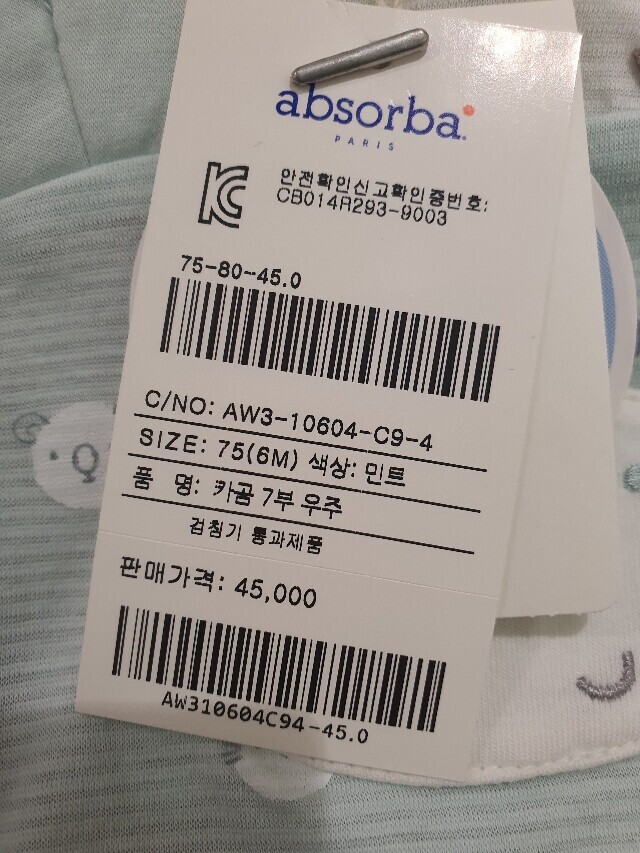 absorba
PARIS
안전확인신고확인증번호:
CB014R293-9003
75-80-45.0
C/NO: AW3-10604-C9-4
SIZE: 75(6M) 색상: 민트
품 명: 카곰 7부 우주
검침기 통과제품
판매가격: 45,000
AW310604C94-45.0